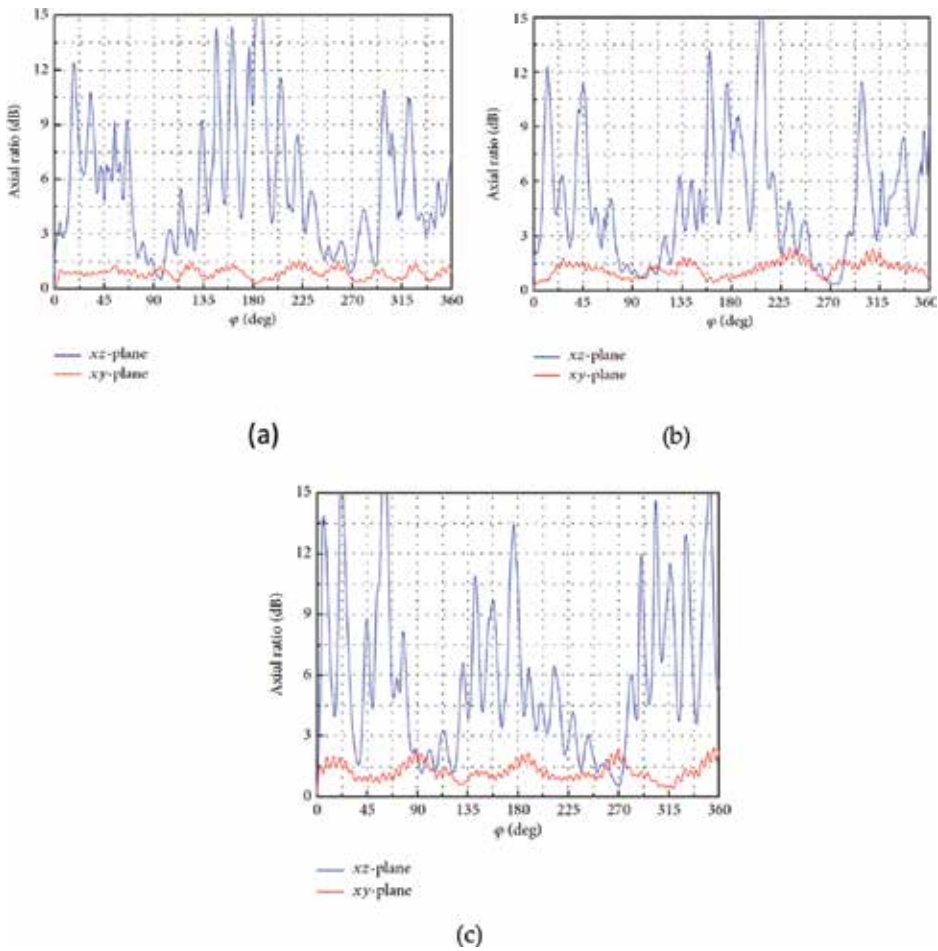 15
12
9
6
3
0
Axial ratio (dB)
0 45 90 135 180 225 270 315 360
φ (deg)
xz-plane
xy-plane
(a)
15
12
9
6
3
0
Axial ratio (dB)
0 45 90 135 180 225 270 315 360
φ (deg)
xz-plane
xy-plane
(b)
15
12
9
6
3
0
Axial ratio (dB)
0 45 90 135 180 225 270 315 360
φ (deg)
xz-plane
xy-plane
(c)